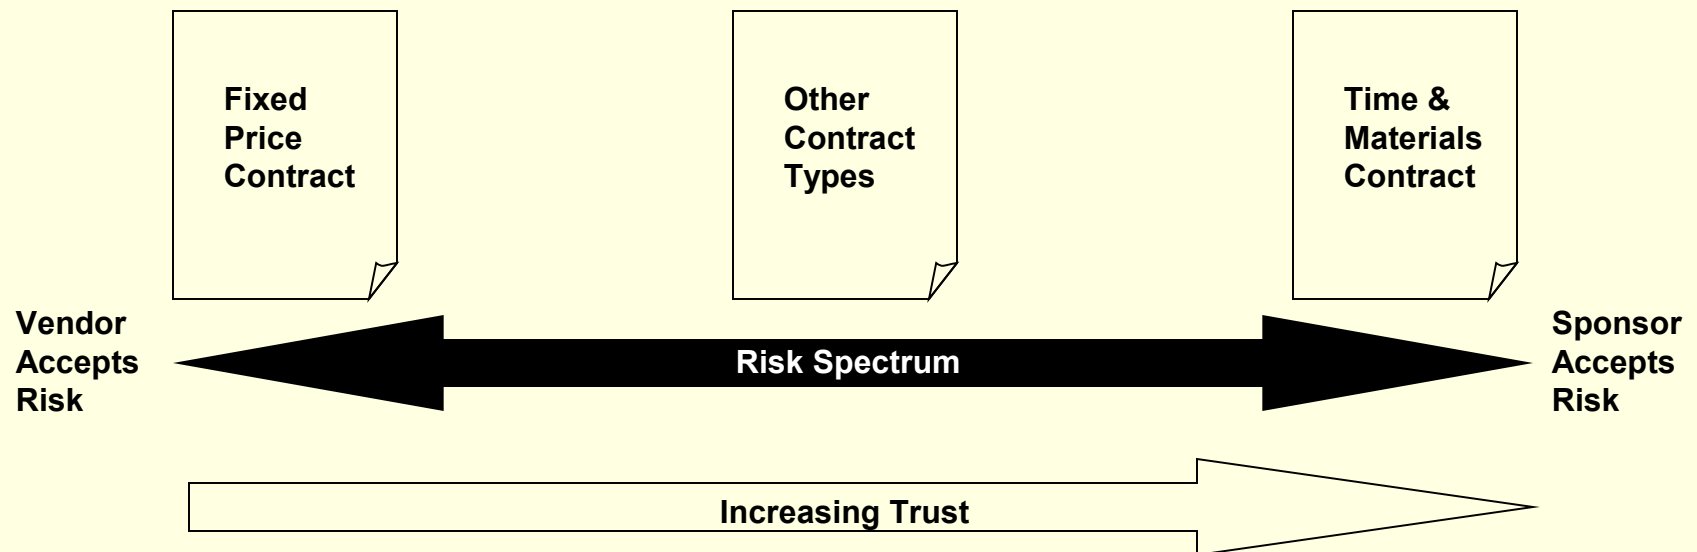 Fixed
Price
Contract
Other
Contract
Types
Time &
Materials
Contract
Vendor
Accepts
Risk
Risk Spectrum
Sponsor
Accepts
Risk
Increasing Trust